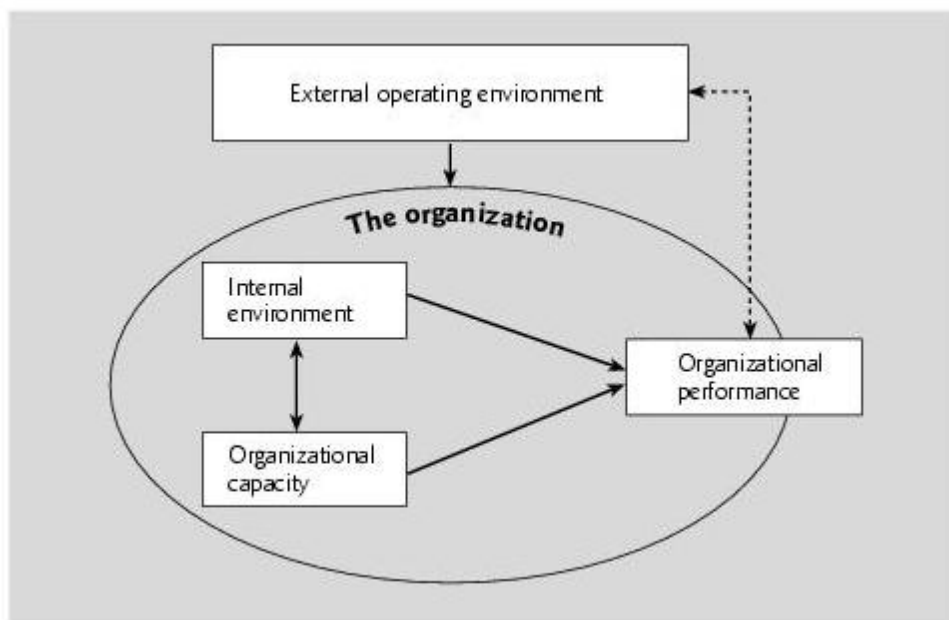 External operating environment
The organization
Internal
environment
Organizational
performance
Organizational
capacity